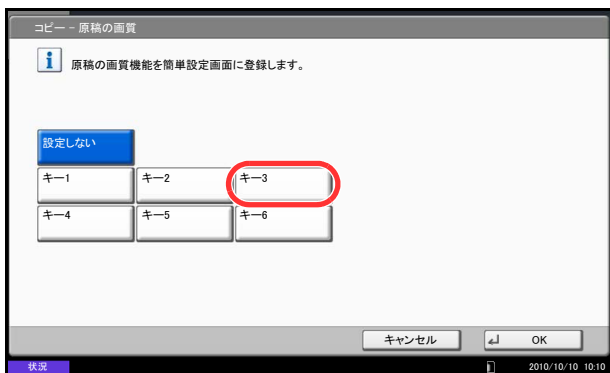 コピー - 原稿の画質
原稿の画質機能を簡単設定画面に登録します。
設定しない
キー1 キー2 キー3
キー4 キー5 キー6
キャンセル OK
状況 2010/10/10 10:10